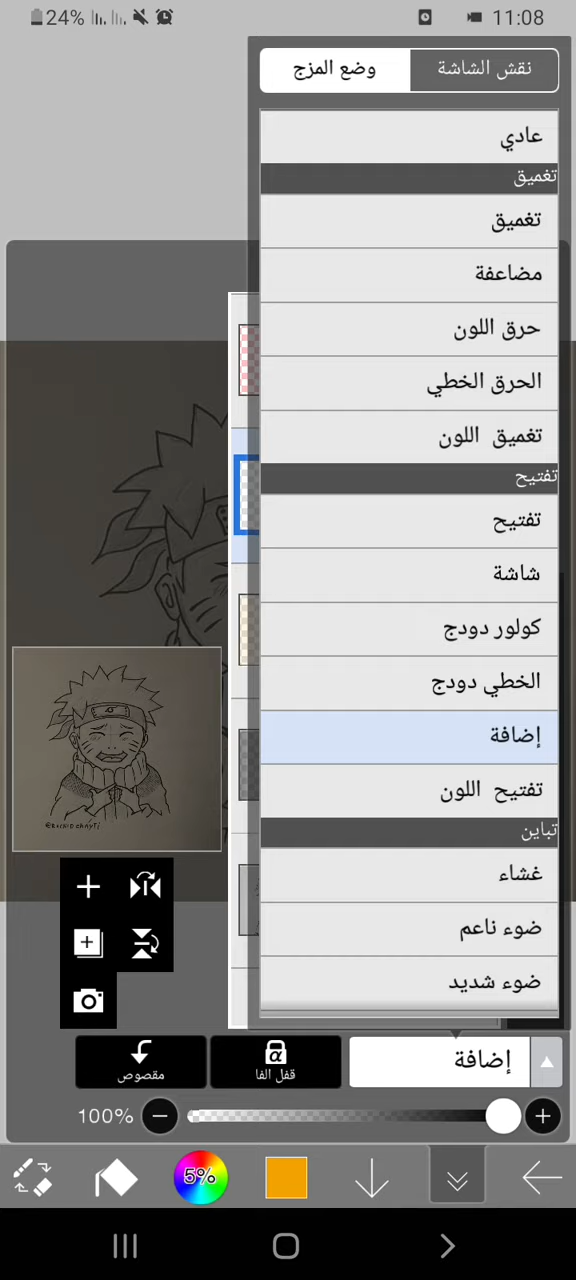 24%
11:08
نقش الشاشة
وضع المزج
عادي
تغميق
تغميق
مضاعفة
حرق اللون
الحرق الخطي
تغميق اللون
تفتيح
تفتيح
شاشة
كولور دودج
الخطي دودج
إضافة
تفتيح اللون
تباين
غشاء
ضوء ناعم
ضوء شديد
إضافة
قفل الفا
مقصوص
100%
5%